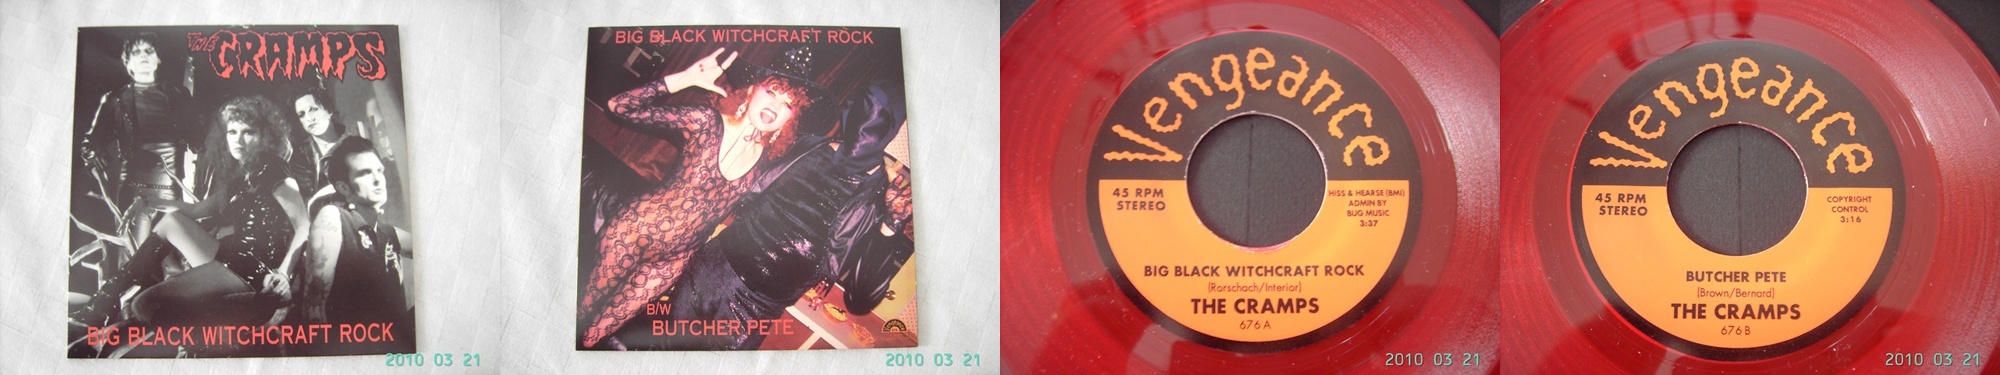 THE CRAMPS
BIG BLACK WITCHCRAFT ROCK
2010 03 21
BIG BLACK WITCHCRAFT ROCK
B/W
BUTCHER PETE
2010 03 21
Vengeance
45 RPM
STEREO
HISS & HEARSE (BMI)
ADMIN BY
BUG MUSIC
3:37
BIG BLACK WITCHCRAFT ROCK
(Rorschach/Interior)
THE CRAMPS
676 A
2010 03 21
Vengeance
45 RPM
STEREO
COPYRIGHT
CONTROL
3:16
BUTCHER PETE
(Brown/Bernard)
THE CRAMPS
676 B
2010 03 21